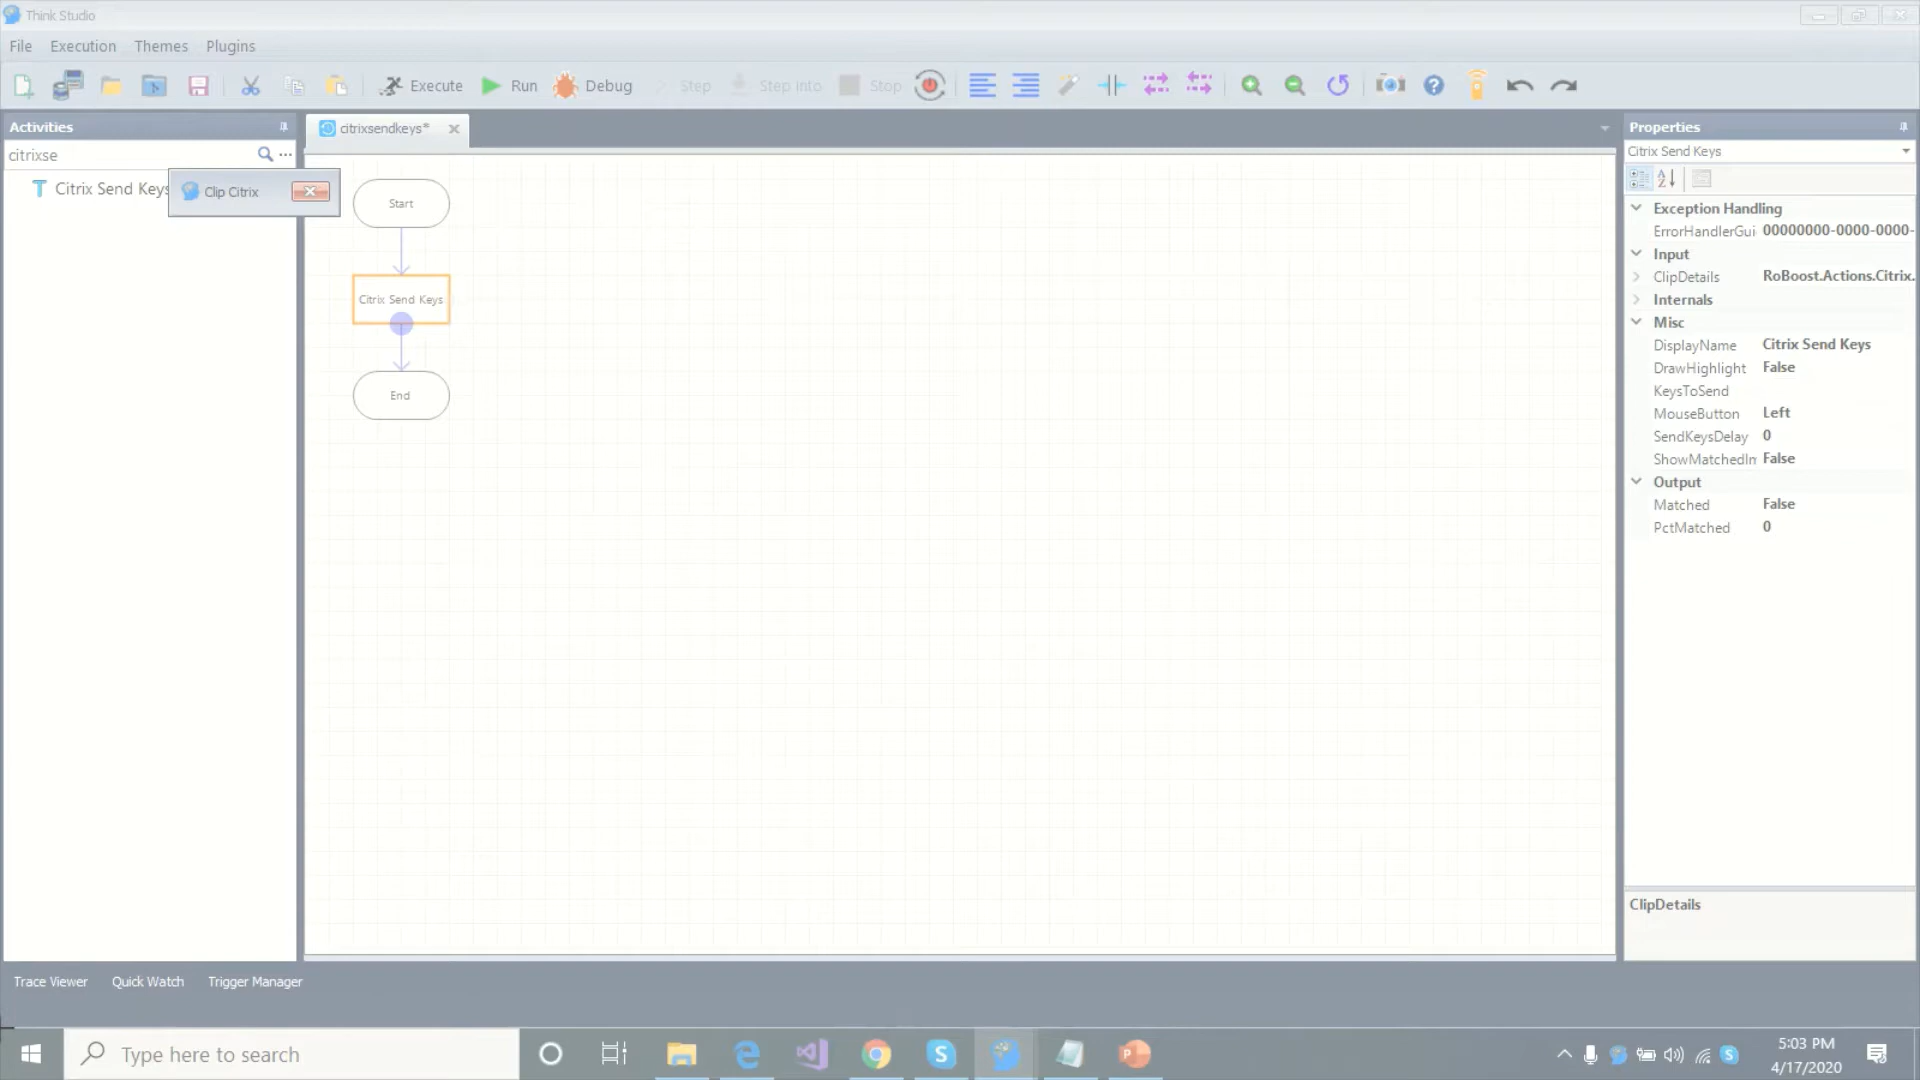 Think Studio
File Execution Themes Plugins
Execute Run Debug Step Step into Stop
Activities
citrixse
Citrix Send Keys
Clip Citrix
citrixsendkeys*
Start
Citrix Send Keys
End
Properties
Citrix Send Keys
Exception Handling
ErrorHandlerGui 00000000-0000-0000-
Input
ClipDetails RoBoost.Actions.Citrix.
Internals
Misc
DisplayName Citrix Send Keys
DrawHighlight False
KeysToSend
MouseButton Left
SendKeysDelay 0
ShowMatchedIm False
Output
Matched False
PctMatched 0
ClipDetails
Trace Viewer Quick Watch Trigger Manager
Type here to search
5:03 PM
4/17/2020